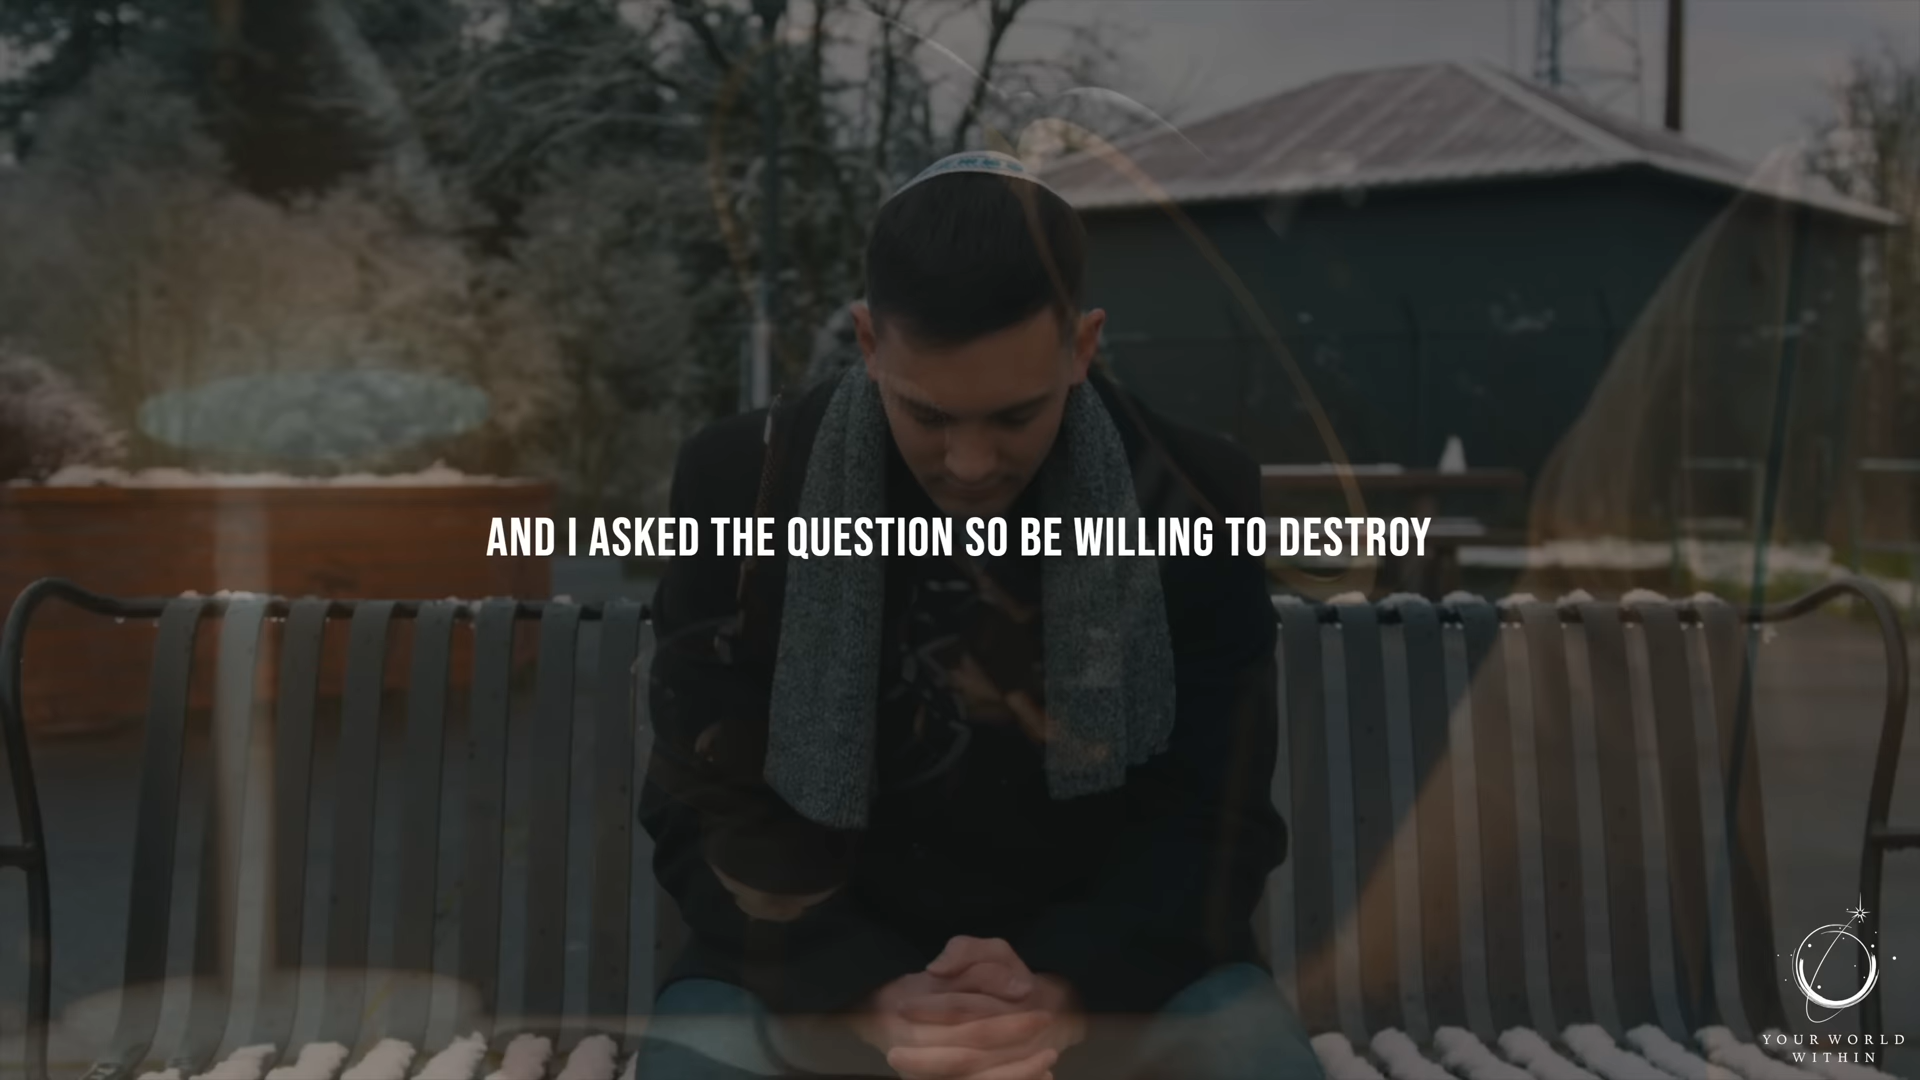 AND I ASKED THE QUESTION SO BE WILLING TO DESTROY
YOUR WORLD
WITHIN